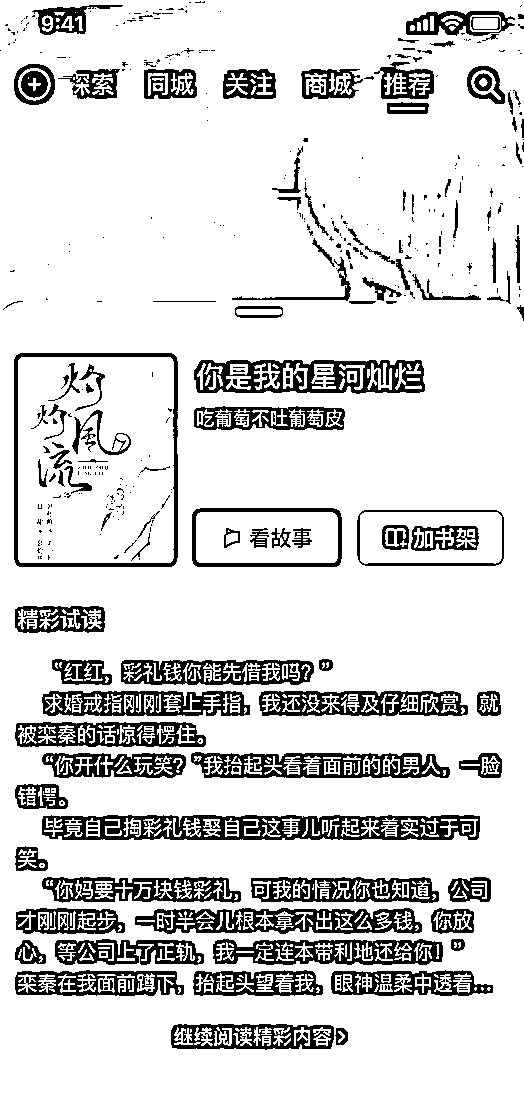 9:41
探索 同城 关注 商城 推荐
灼灼風流
你是我的星河灿烂
吃葡萄不吐葡萄皮
看故事
加书架
精彩试读
“红红，彩礼钱你能先借我吗？”
求婚戒指刚刚套上手指，我还没来得及仔细欣赏，就
被栾秦的话惊得愣住。
“你开什么玩笑？”我抬起头看着面前的的男人，一脸
错愕。
毕竟自己掏彩礼钱娶自己这事儿听起来着实过于可
笑。
“你妈要十万块钱彩礼，可我的情况你也知道，公司
才刚刚起步，一时半会儿根本拿不出这么多钱，你放
心，等公司上了正轨，我一定连本带利地还给你！”
栾秦在我面前蹲下，抬起头望着我，眼神温柔中透着...
继续阅读精彩内容 >